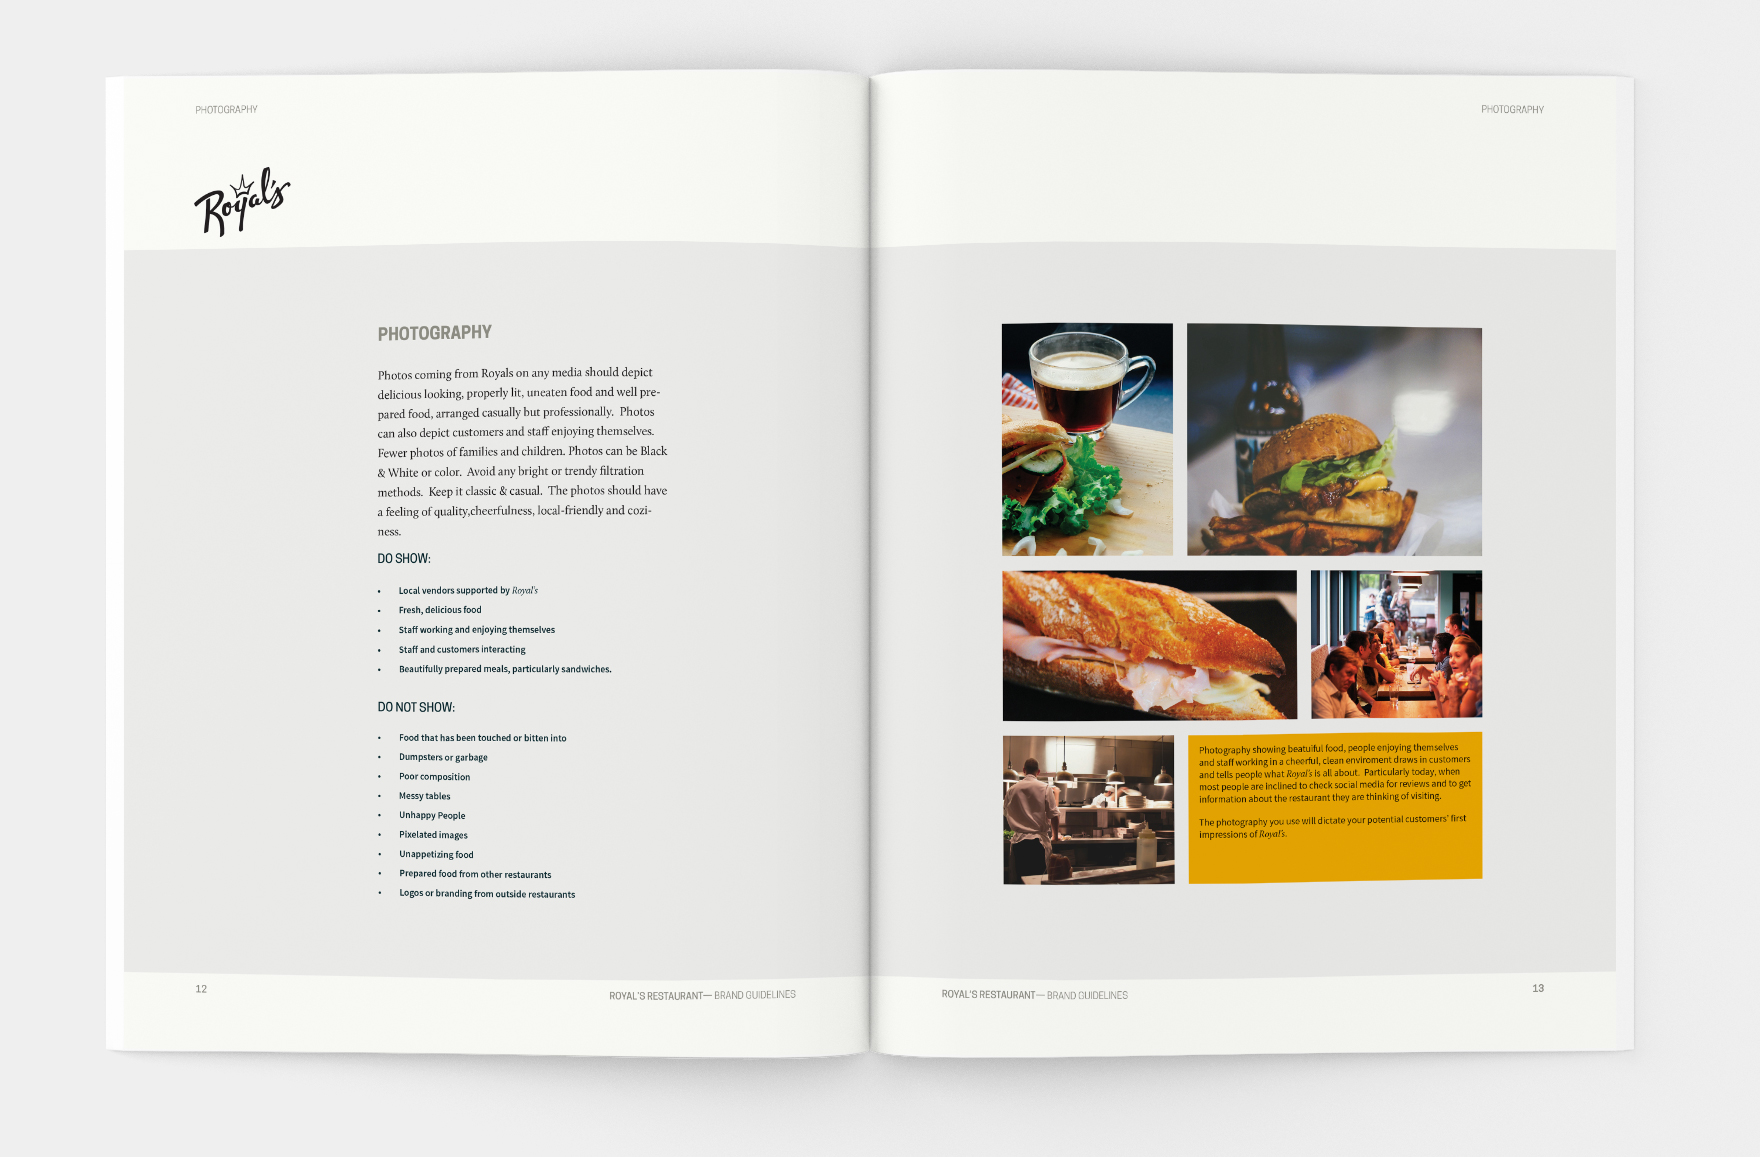 PHOTOGRAPHY
Royal's
PHOTOGRAPHY
Photos coming from Royals on any media should depict
delicious looking, properly lit, uneaten food and well pre-
pared food, arranged casually but professionally.  Photos
can also depict customers and staff enjoying themselves.
Fewer photos of families and children. Photos can be Black
& White or color.  Avoid any bright or trendy filtration
methods.  Keep it classic & casual.  The photos should have
a feeling of quality,cheerfulness, local-friendly and cozi-
ness.
DO SHOW:
• Local vendors supported by Royal's
• Fresh, delicious food
• Staff working and enjoying themselves
• Staff and customers interacting
• Beautifully prepared meals, particularly sandwiches.
DO NOT SHOW:
• Food that has been touched or bitten into
• Dumpsters or garbage
• Poor composition
• Messy tables
• Unhappy People
• Pixelated images
• Unappetizing food
• Prepared food from other restaurants
• Logos or branding from outside restaurants
12
ROYAL'S RESTAURANT— BRAND GUIDELINES
PHOTOGRAPHY
Photography showing beatuiful food, people enjoying themselves
and staff working in a cheerful, clean enviroment draws in customers
and tells people what Royal's is all about.  Particularly today, when
most people are inclined to check social media for reviews and to get
information about the restaurant they are thinking of visiting.
The photography you use will dictate your potential customers' first
impressions of Royal's.
ROYAL'S RESTAURANT— BRAND GUIDELINES
13